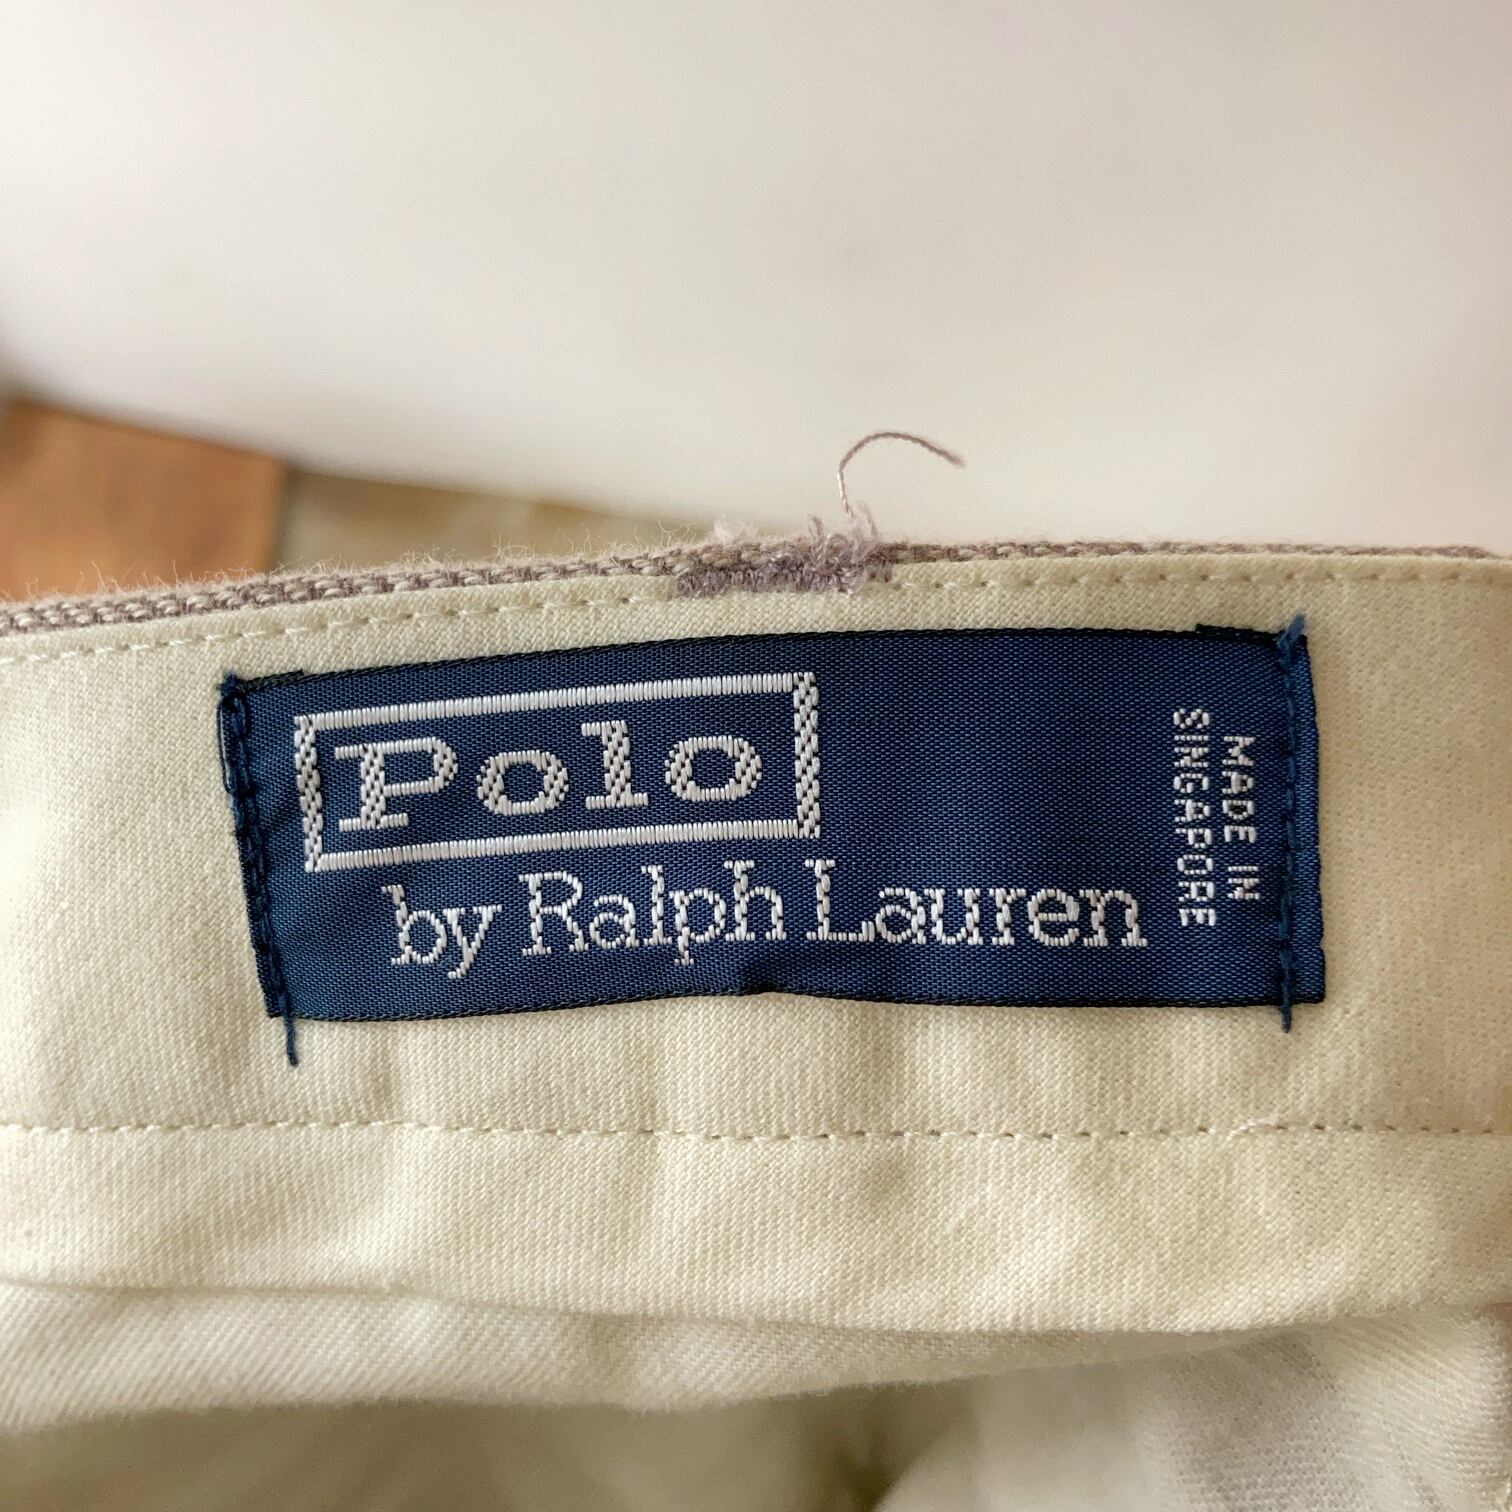 Polo
by Ralph Lauren
MADE IN
SINGAPORE